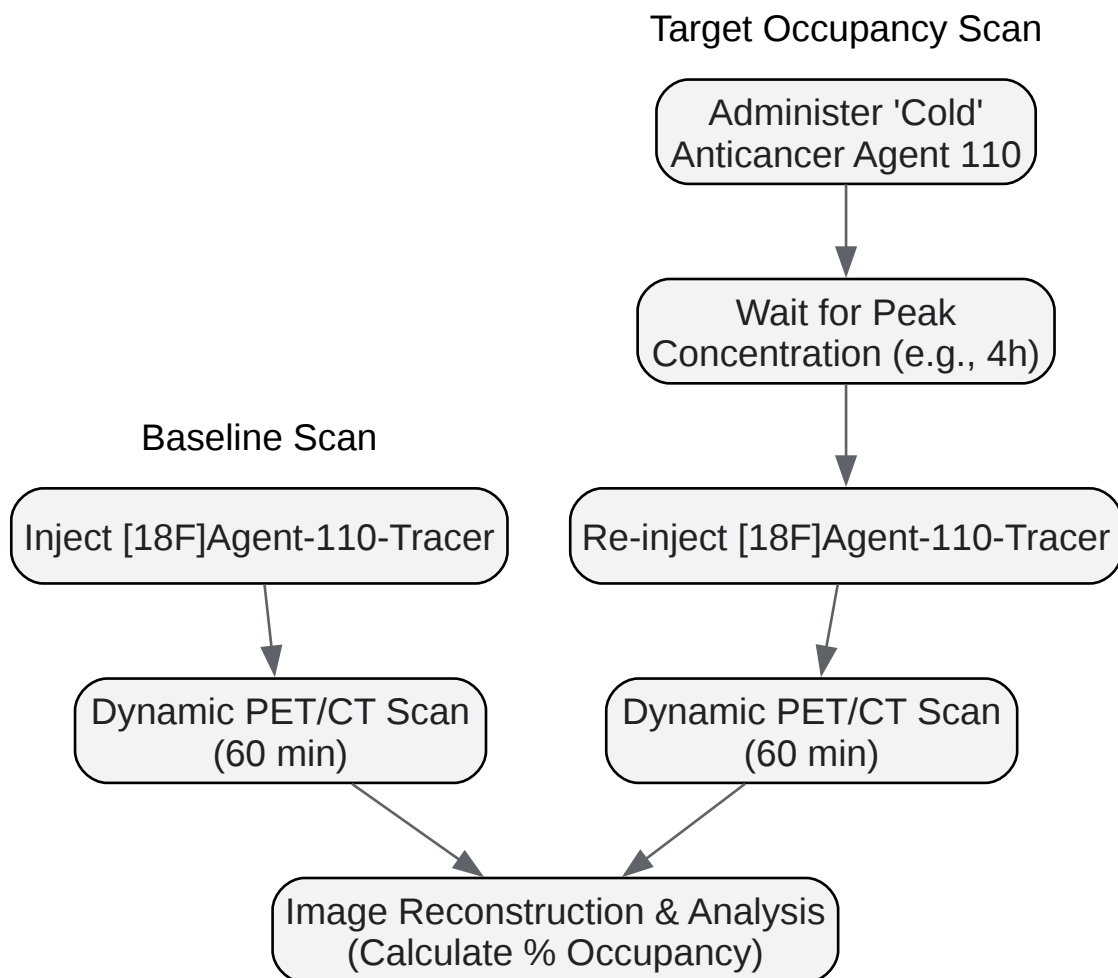 Target Occupancy Scan
Administer 'Cold'
Anticancer Agent 110
Wait for Peak
Concentration (e.g., 4h)
Baseline Scan
Inject [18F]Agent-110-Tracer
Re-inject [18F]Agent-110-Tracer
Dynamic PET/CT Scan
(60 min)
Dynamic PET/CT Scan
(60 min)
Image Reconstruction & Analysis
(Calculate % Occupancy)